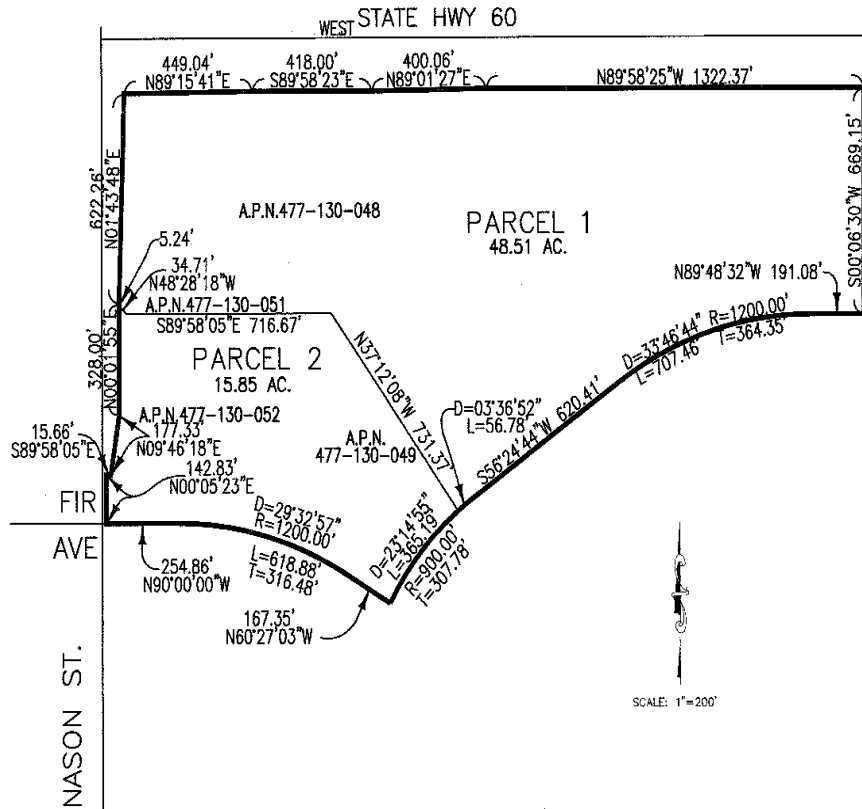 STATE HWY 60
WEST
449.04'
N89°15'41"E
418.00'
S89°58'23"E
400.06'
N89°01'27"E
N89°58'25"W 1322.37'
S00°06'30"W 669.15'
622.26'
N01°43'48"E
A.P.N.477-130-048
PARCEL 1
48.51 AC.
5.24'
34.71'
N48°28'18"W
N89°48'32"W 191.08'
A.P.N.477-130-051
S89°58'05"E 716.67'
328.00'
N00°01'55"E
PARCEL 2
15.85 AC.
N37°12'08"W 731.37'
D=33°46'44" R=1200.00'
L=707.46' T=364.35'
D=03°36'52"
L=56.78'
S56°24'44"W 620.41'
A.P.N.477-130-052
177.33'
N09°46'18"E
15.66'
S89°58'05"E
A.P.N.
477-130-049
142.83'
N00°05'23"E
FIR
AVE
D=29°32'57"
R=1200.00'
L=618.88'
T=316.48'
D=23°14'55"
L=365.19'
R=900.00'
T=307.78'
254.86'
N90°00'00"W
167.35'
N60°27'03"W
NASON ST.
SCALE: 1"=200'